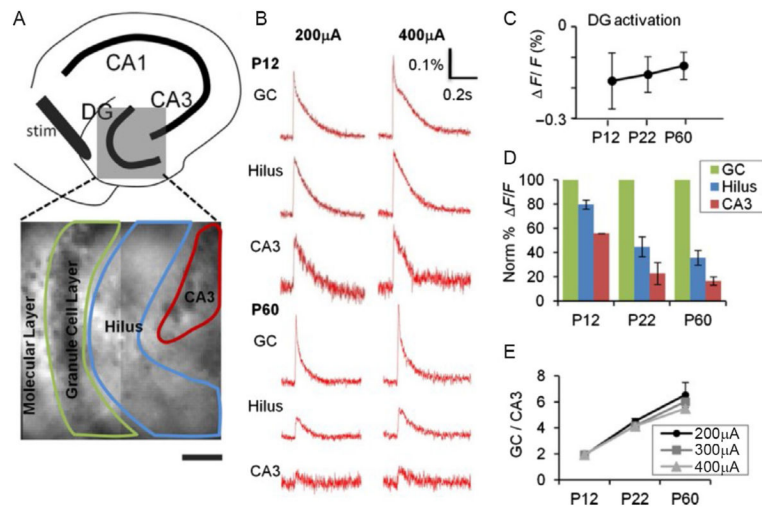 A
CA1
CA3
DG
stim
Molecular Layer
Granule Cell Layer
Hilus
CA3
B
200µA 400µA
P12
0.1%
0.2s
GC
Hilus
CA3
P60
GC
Hilus
CA3
C
DG activation
Δ F/ F (%)
0
–0.3
P12 P22 P60
D
GC
Hilus
CA3
Norm % ΔF/F
100
80
60
40
20
0
P12 P22 P60
E
GC / CA3
8
6
4
2
0
200µA
300µA
400µA
P12 P22 P60